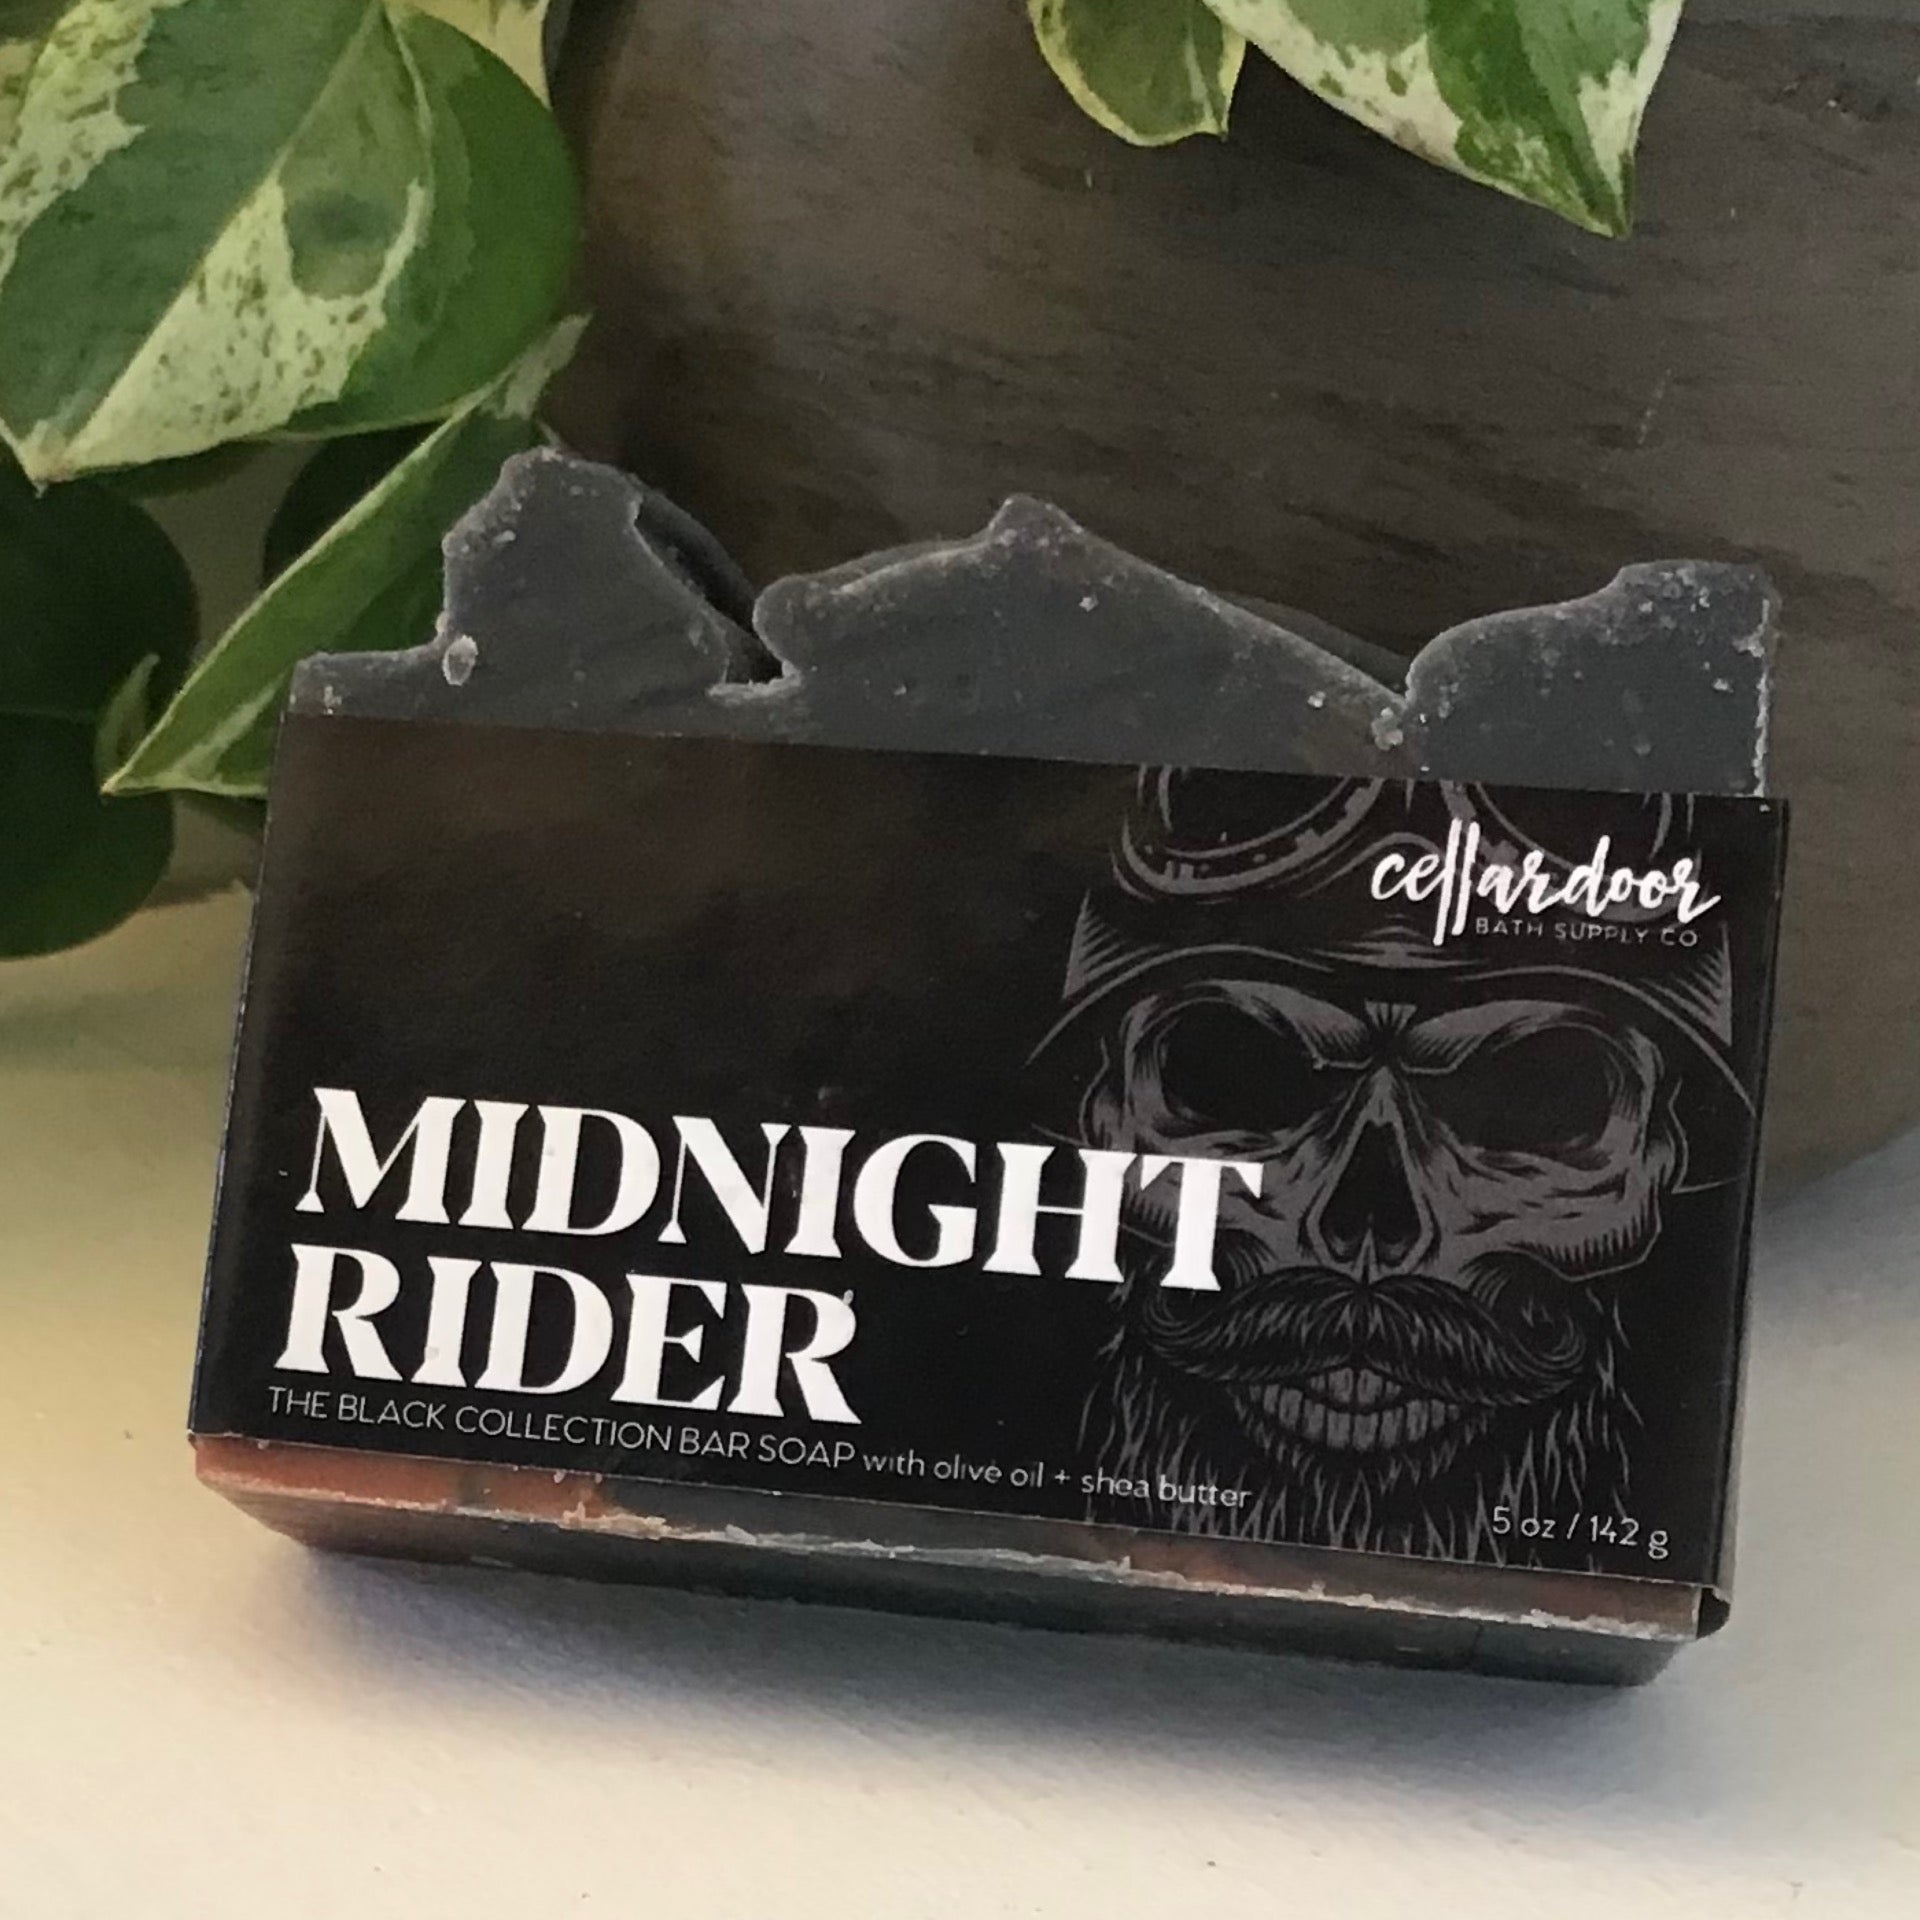 cellardoor
BATH SUPPLY CO
MIDNIGHT
RIDER
THE BLACK COLLECTION BAR SOAP with olive oil + shea butter
5 oz / 142 g